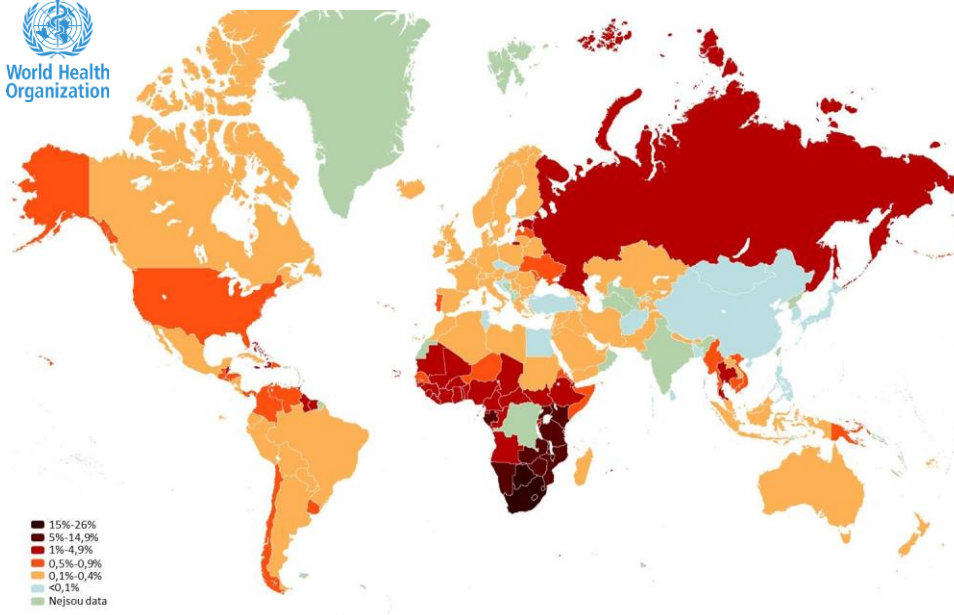 World Health
Organization
15%-26%
5%-14,9%
1%-4,9%
0,5%-0,9%
0,1%-0,4%
<0,1%
Nejsou data